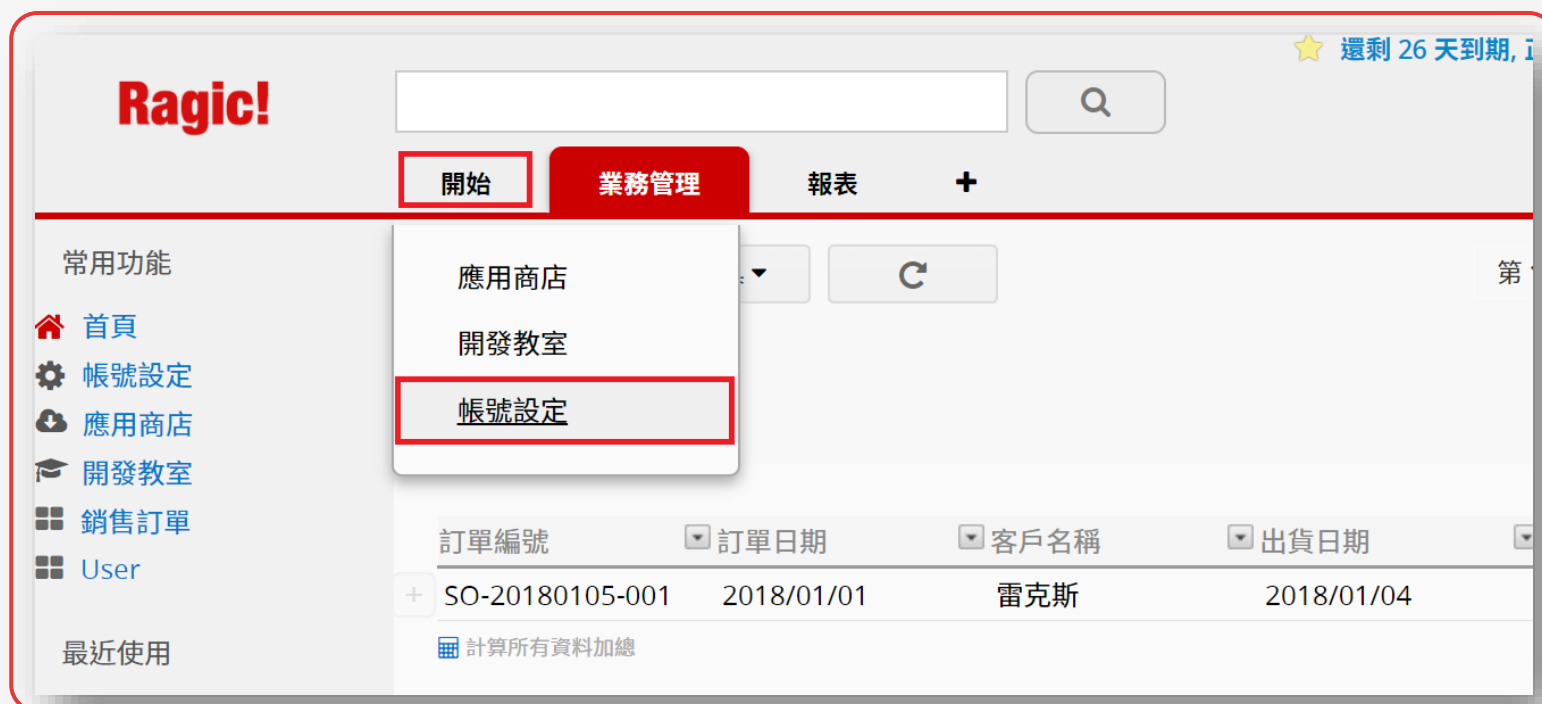 還剩 26 天到期,
Ragic!
開始 業務管理 報表 +
常用功能
首頁
帳號設定
應用商店
開發教室
銷售訂單
User
最近使用
應用商店
開發教室
帳號設定
第
訂單編號 訂單日期 客戶名稱 出貨日期
SO-20180105-001 2018/01/01 雷克斯 2018/01/04
計算所有資料加總